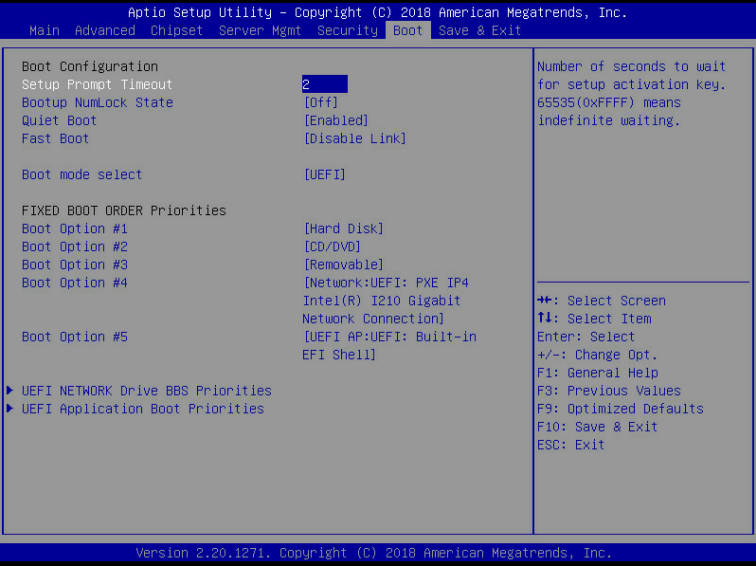 Aptio Setup Utility – Copyright (C) 2018 American Megatrends, Inc.
Main Advanced Chipset Server Mgmt Security Boot Save & Exit
Boot Configuration
Setup Prompt Timeout 2
Bootup NumLock State [Off]
Quiet Boot [Enabled]
Fast Boot [Disable Link]
Boot mode select [UEFI]
FIXED BOOT ORDER Priorities
Boot Option #1 [Hard Disk]
Boot Option #2 [CD/DVD]
Boot Option #3 [Removable]
Boot Option #4 [Network:UEFI: PXE IP4
Intel(R) I210 Gigabit
Network Connection]
Boot Option #5 [UEFI AP:UEFI: Built-in
EFI Shell]
UEFI NETWORK Drive BBS Priorities
UEFI Application Boot Priorities
Number of seconds to wait
for setup activation key.
65535(0xFFFF) means
indefinite waiting.
→←: Select Screen
↑↓: Select Item
Enter: Select
+/-: Change Opt.
F1: General Help
F3: Previous Values
F9: Optimized Defaults
F10: Save & Exit
ESC: Exit
Version 2.20.1271. Copyright (C) 2018 American Megatrends, Inc.